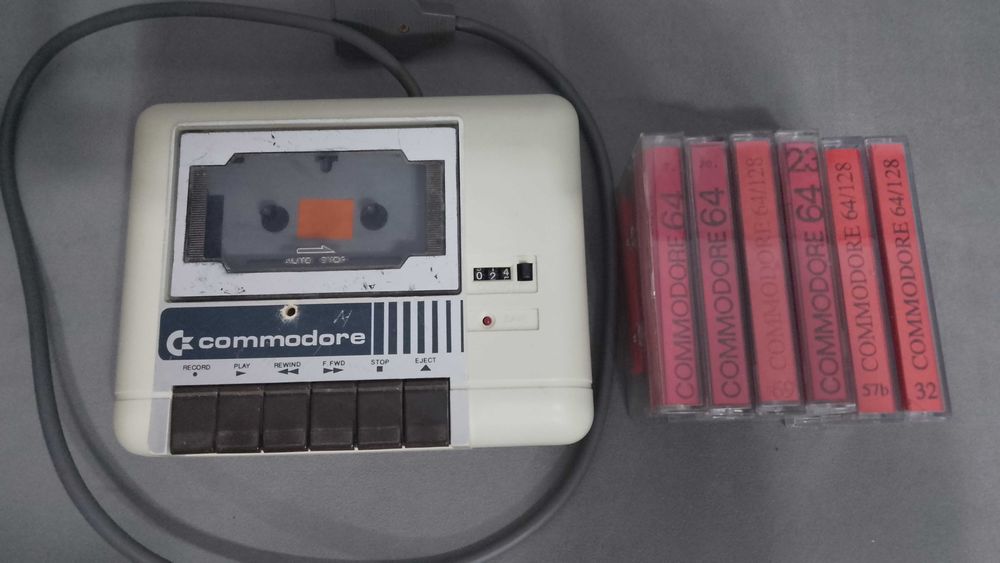 AUTO STOP
024
commodore
RECORD PLAY REWIND F.FWD STOP EJECT
COMMODORE 64
COMMODORE 64
COMMODORE 64/128 69
COMMODORE 64 23
COMMODORE 64/128 57b
COMMODORE 64/128 32